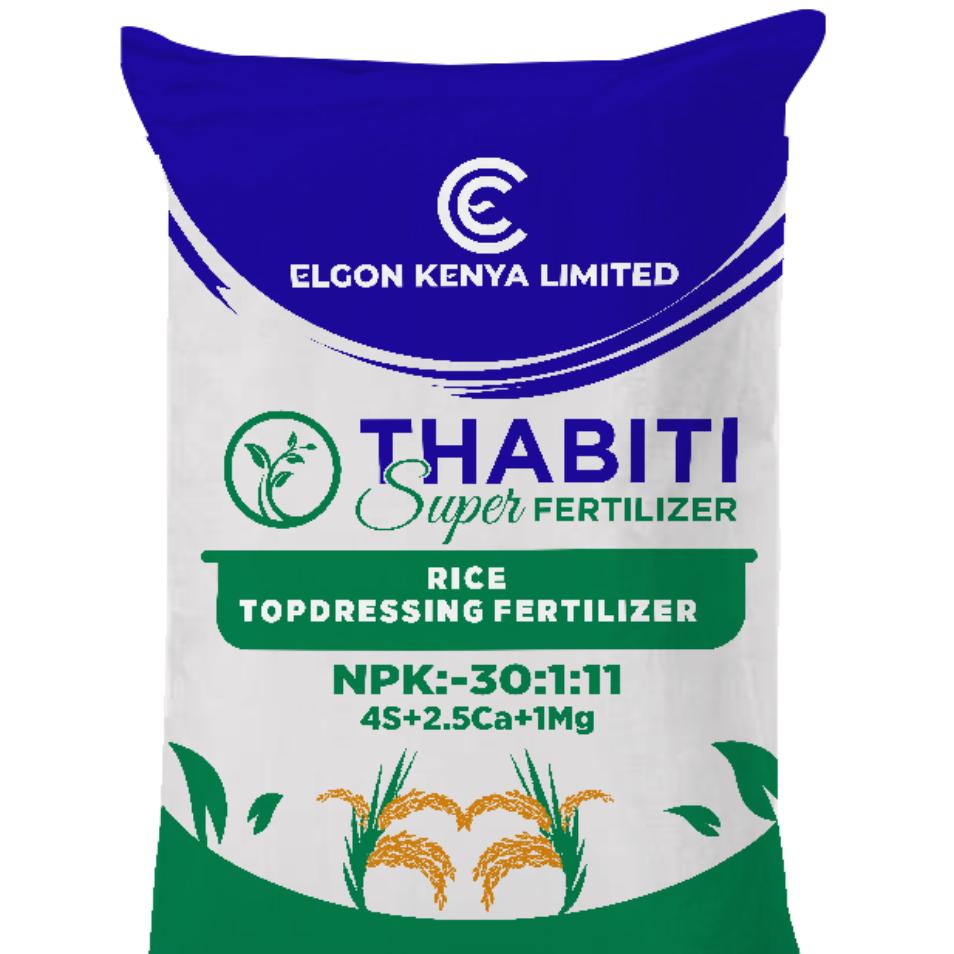 ELGON KENYA LIMITED
THABITI
Super FERTILIZER
RICE
TOPDRESSING FERTILIZER
NPK:-30:1:11
4S+2.5Ca+1Mg